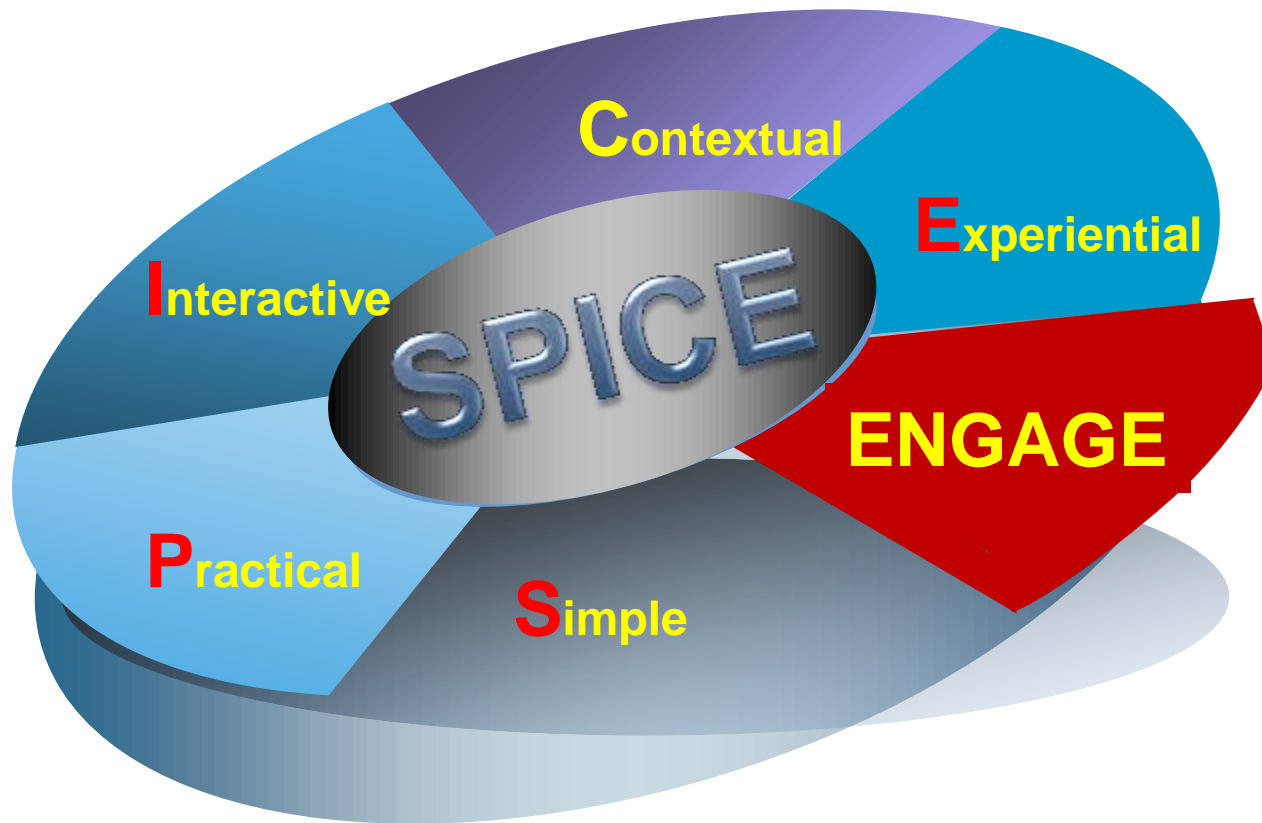 Contextual
Experiential
Interactive
SPICE
ENGAGE
Practical
Simple